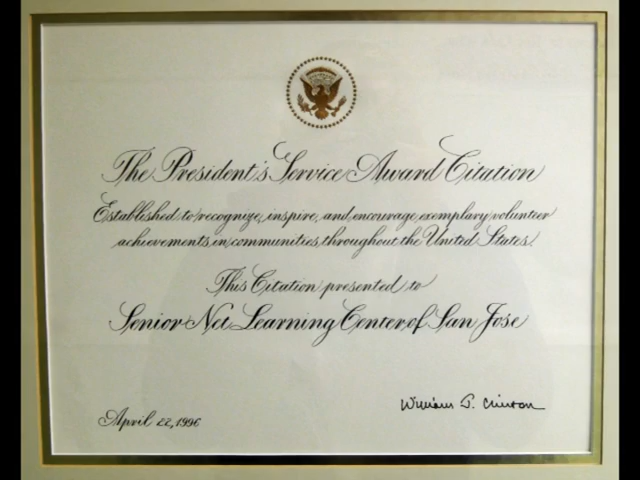 The President's Service Award Citation
Established to recognize, inspire, and encourage exemplary volunteer
achievements in communities throughout the United States.
This Citation presented to
Senior Net Learning Center of San Jose
William J. Clinton
April 22, 1996